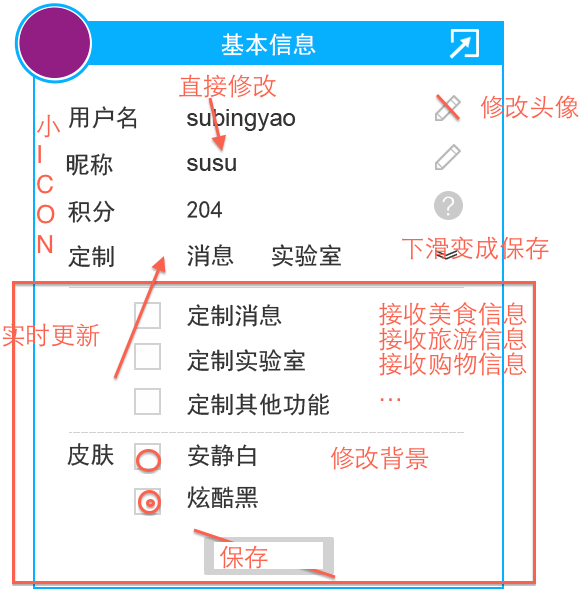 基本信息
直接修改
用户名 subingyao 修改头像
小ICON
昵称 susu
积分 204 ?
定制 消息 实验室 下滑变成保存
实时更新
定制消息 接收美食信息
接收旅游信息
定制实验室 接收购物信息
定制其他功能 …
皮肤 安静白 修改背景
炫酷黑
保存